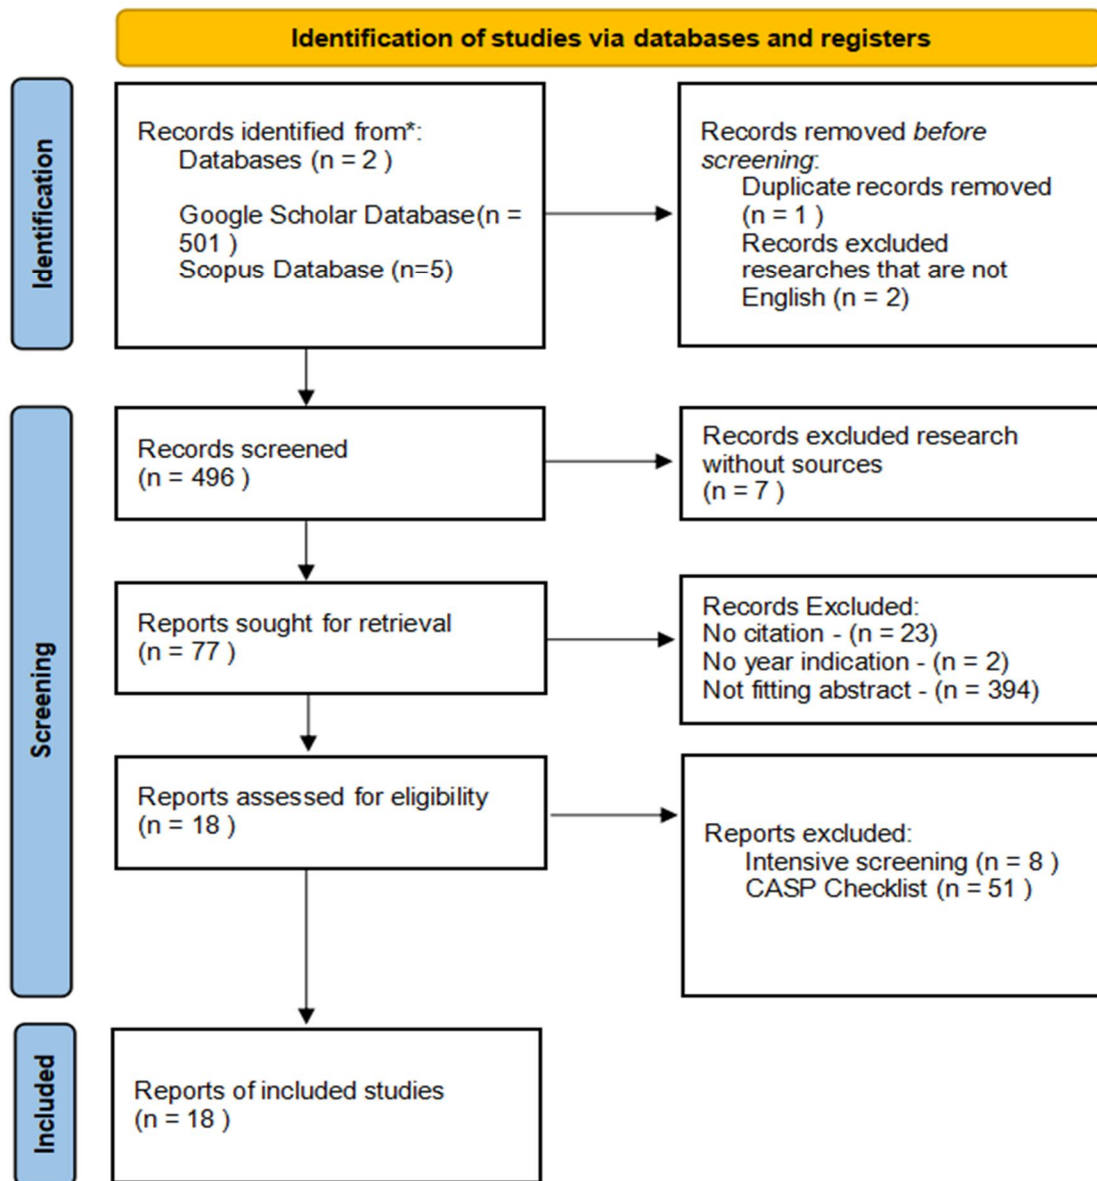 Identification of studies via databases and registers
Identification
Records identified from*:
Databases (n = 2 )
Google Scholar Database(n =
501 )
Scopus Database (n=5)
Records removed before
screening:
Duplicate records removed
(n = 1 )
Records excluded
researches that are not
English (n = 2)
Screening
Records screened
(n = 496 )
Records excluded research
without sources
(n = 7 )
Reports sought for retrieval
(n = 77 )
Records Excluded:
No citation - (n = 23)
No year indication - (n = 2)
Not fitting abstract - (n = 394)
Reports assessed for eligibility
(n = 18 )
Reports excluded:
Intensive screening (n = 8 )
CASP Checklist (n = 51 )
Included
Reports of included studies
(n = 18 )